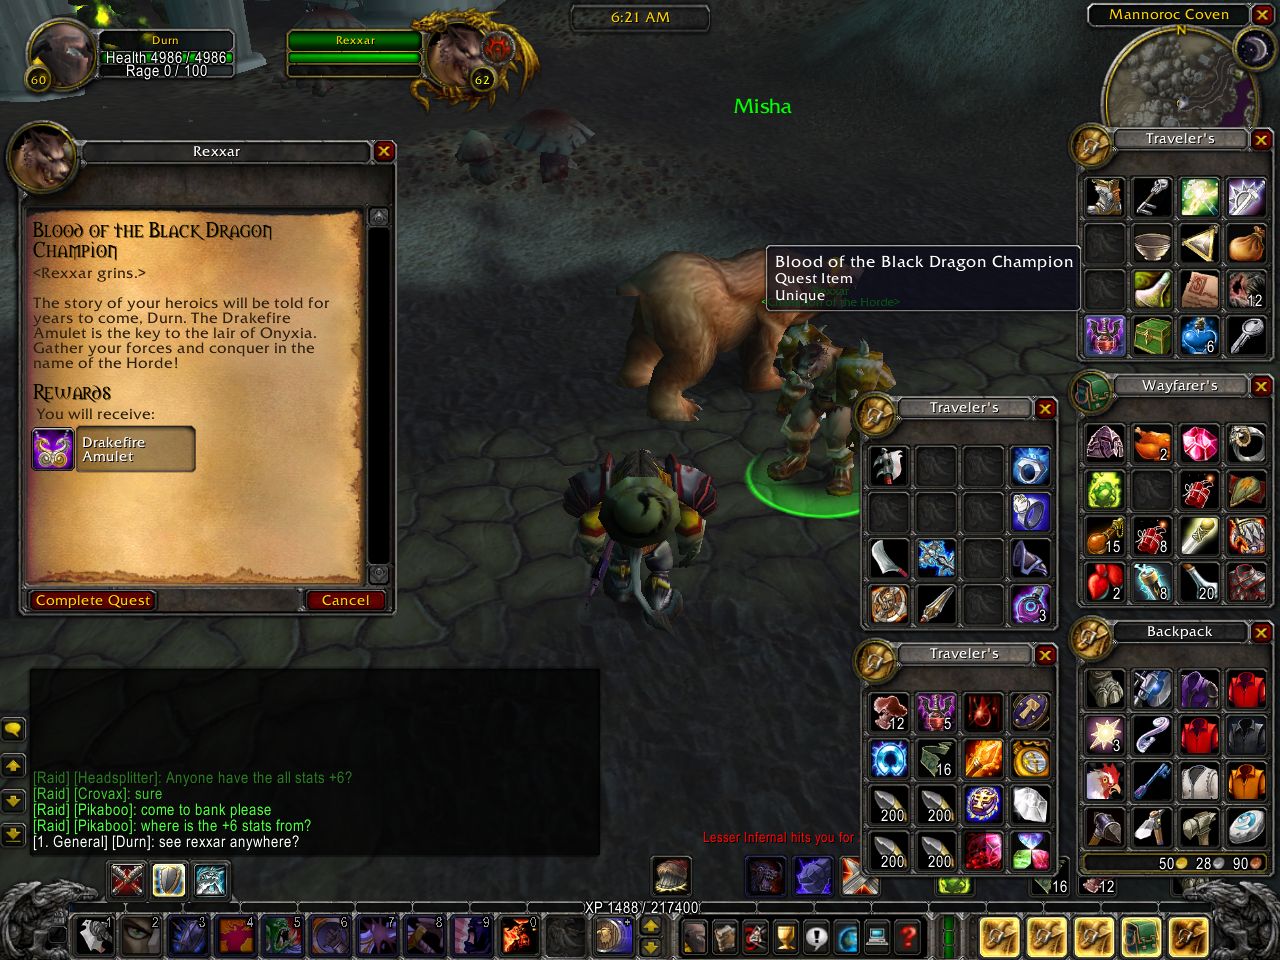 6:21 AM
Mannoroc Coven
N
Durn
Health 4986 / 4986
Rage 0 / 100
60
Rexxar
62
Misha
Rexxar
Blood of the Black Dragon
Champion
<Rexxar grins.>
The story of your heroics will be told for
years to come, Durn. The Drakefire
Amulet is the key to the lair of Onyxia.
Gather your forces and conquer in the
name of the Horde!
Rewards
You will receive:
Drakefire
Amulet
Complete Quest
Cancel
Blood of the Black Dragon Champion
Quest Item
Unique
of the Horde>
Traveler's
12
6
Wayfarer's
2
15
8
2
8
20
Traveler's
3
Traveler's
12
5
16
200
200
200
200
Backpack
3
50
28
90
[Raid] [Headsplitter]: Anyone have the all stats +6?
[Raid] [Crovax]: sure
[Raid] [Pikaboo]: come to bank please
[Raid] [Pikaboo]: where is the +6 stats from?
[1. General] [Durn]: see rexxar anywhere?
Lesser Infernal hits you for
16
12
XP 1488 / 217400
1
2
3
4
5
6
7
8
9
0